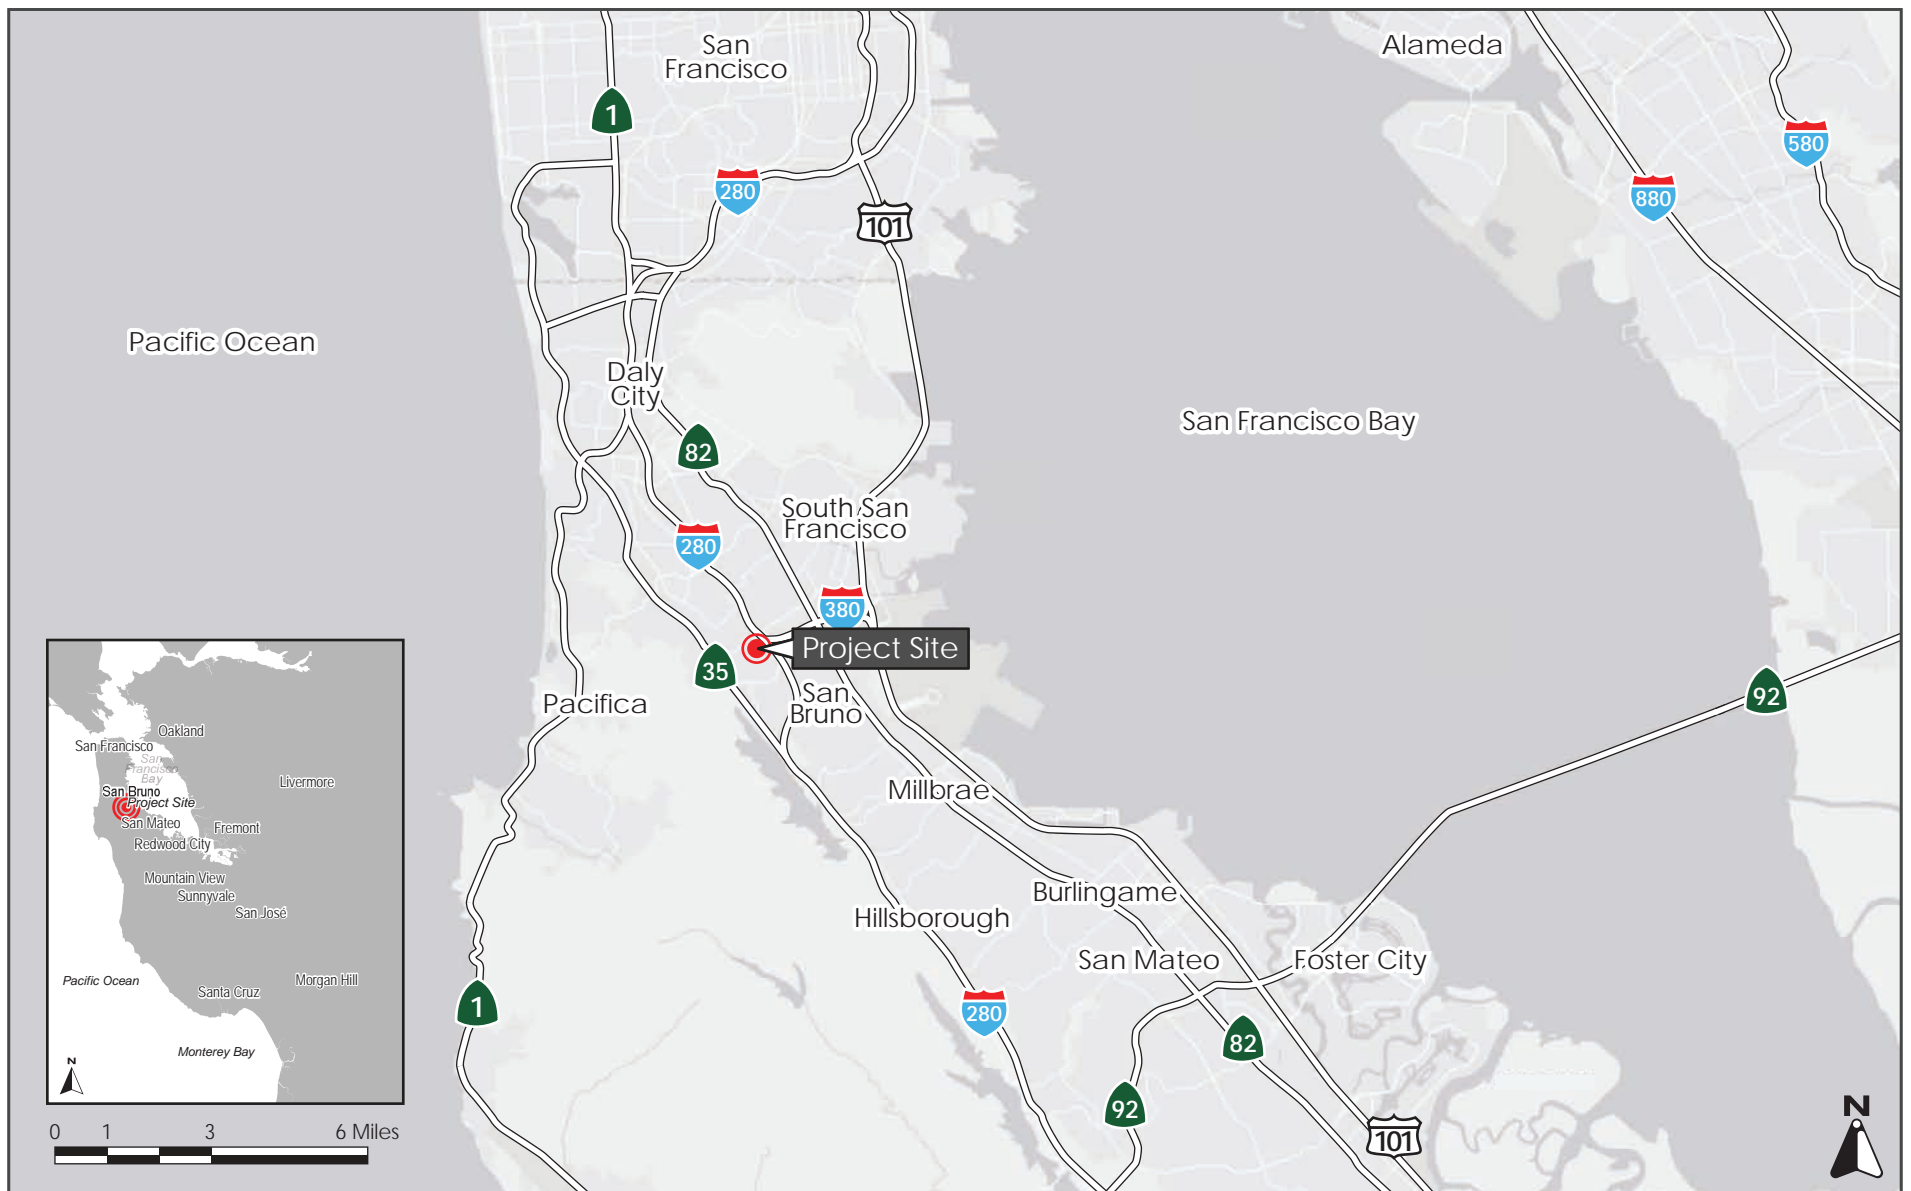 San
Francisco
Alameda
1
580
280
880
101
Pacific Ocean
Daly
City
San Francisco Bay
82
South San
Francisco
280
380
Project Site
35
San
Bruno
Pacifica
92
Millbrae
Burlingame
Hillsborough
San Mateo
Foster City
1
280
82
92
101
N
Oakland
San Francisco
San
Francisco
Bay
Livermore
San Bruno
Project Site
San Mateo
Fremont
Redwood City
Mountain View
Sunnyvale
San José
Pacific Ocean
Morgan Hill
Santa Cruz
Monterey Bay
N
0 1 3 6 Miles